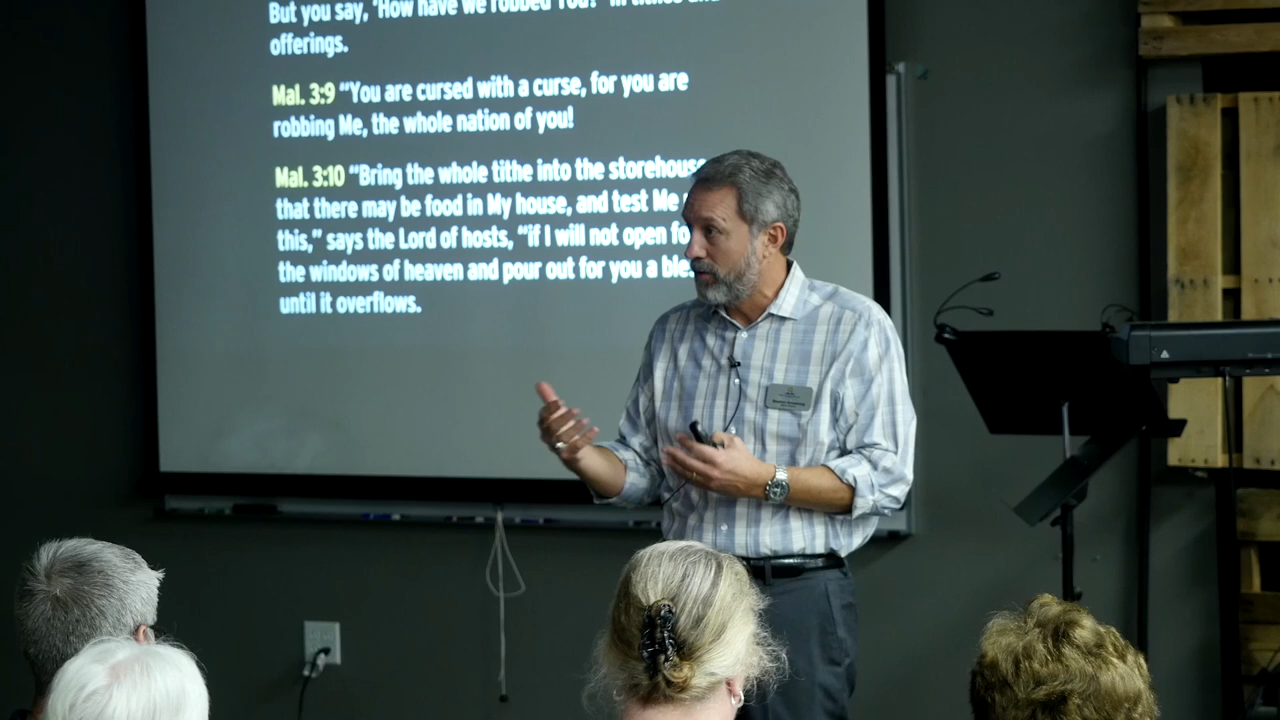 But you say, 'How have we robbed You?' In tithes and
offerings.
Mal. 3:9 "You are cursed with a curse, for you are
robbing Me, the whole nation of you!
Mal. 3:10 "Bring the whole tithe into the storehouse
that there may be food in My house, and test Me
this," says the Lord of hosts, "if I will not open
the windows of heaven and pour out for you a
until it overflows.